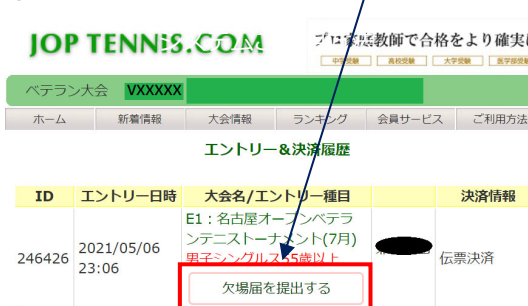 JOP TENNIS.COM
プロ家庭教師で合格をより確実に
中学受験 高校受験 大学受験 医学部受験
ベテラン大会 VXXXXX
ホーム 新着情報 大会情報 ランキング 会員サービス ご利用方法
エントリー&決済履歴
ID エントリー日時 大会名/エントリー種目 決済情報
E1：名古屋オープンベテラ
ンテニストーナメント(7月)
男子シングルス55歳以上
246426 2021/05/06 23:06 伝票決済
欠場届を提出する